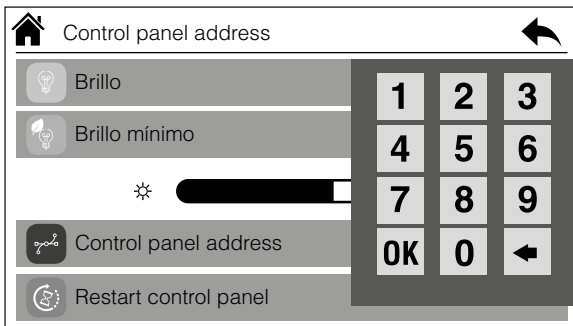 Control panel address
Brillo
1 2 3
Brillo mínimo
4 5 6
7 8 9
Control panel address
OK 0
Restart control panel